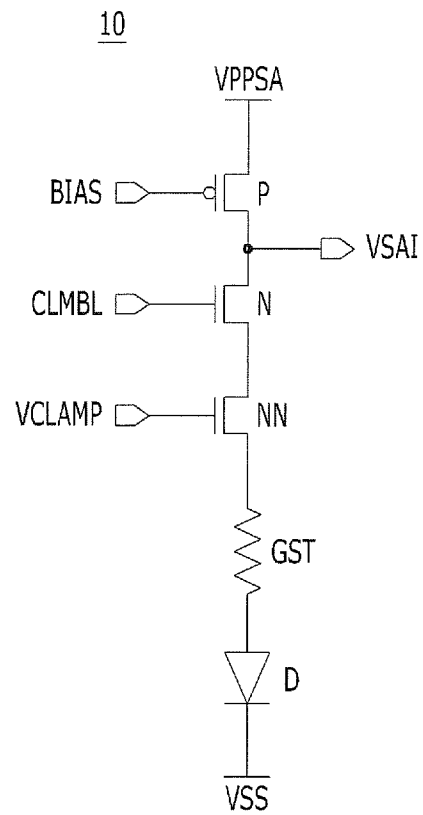 10
VPPSA
BIAS
P
VSAI
CLMBL
N
VCLAMP
NN
GST
D
VSS